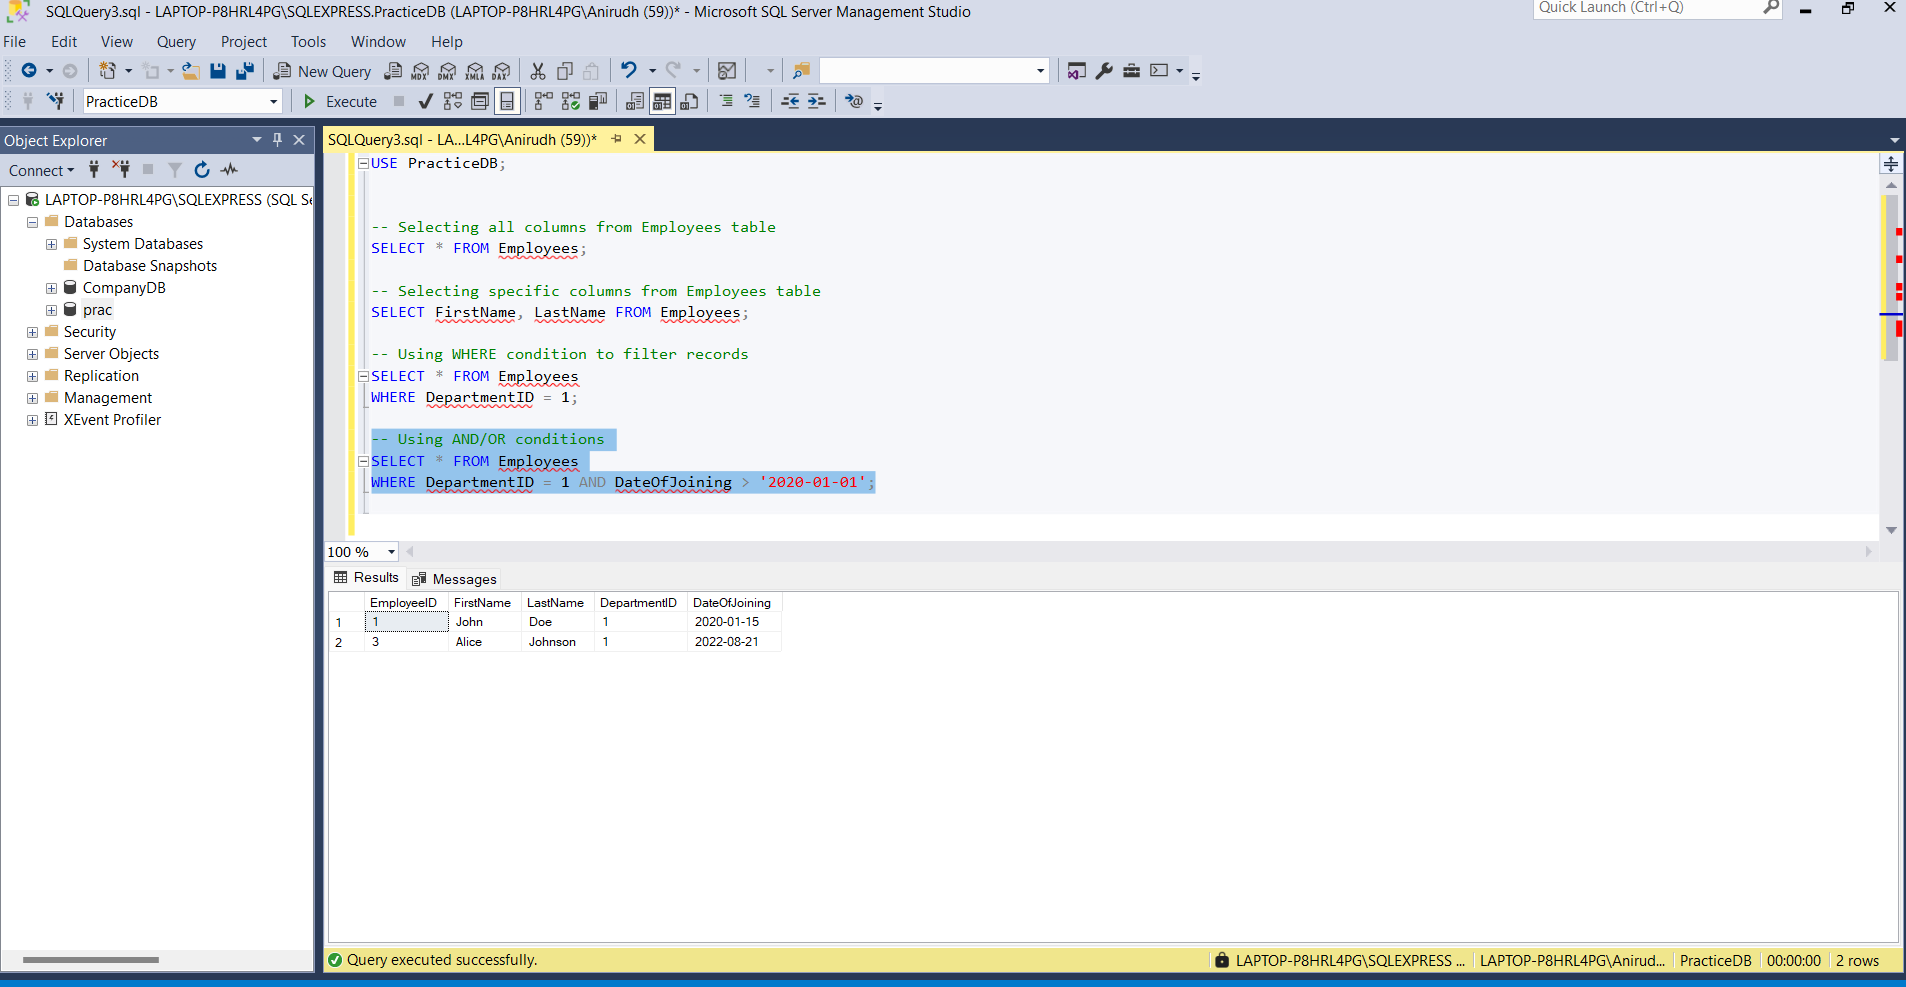 SQLQuery3.sql - LAPTOP-P8HRL4PG\SQLEXPRESS.PracticeDB (LAPTOP-P8HRL4PG\Anirudh (59))* - Microsoft SQL Server Management Studio
Quick Launch (Ctrl+Q)
File Edit View Query Project Tools Window Help
New Query MDX DMX XMLA DAX
PracticeDB Execute
Object Explorer
SQLQuery3.sql - LA...L4PG\Anirudh (59))*
Connect
LAPTOP-P8HRL4PG\SQLEXPRESS (SQL Se
Databases
System Databases
Database Snapshots
CompanyDB
prac
Security
Server Objects
Replication
Management
XEvent Profiler
USE PracticeDB;
-- Selecting all columns from Employees table
SELECT * FROM Employees;
-- Selecting specific columns from Employees table
SELECT FirstName, LastName FROM Employees;
-- Using WHERE condition to filter records
SELECT * FROM Employees
WHERE DepartmentID = 1;
-- Using AND/OR conditions
SELECT * FROM Employees
WHERE DepartmentID = 1 AND DateOfJoining > '2020-01-01';
100 %
Results Messages
EmployeeID FirstName LastName DepartmentID DateOfJoining
1 1 John Doe 1 2020-01-15
2 3 Alice Johnson 1 2022-08-21
Query executed successfully.
LAPTOP-P8HRL4PG\SQLEXPRESS ... LAPTOP-P8HRL4PG\Anirud... PracticeDB 00:00:00 2 rows